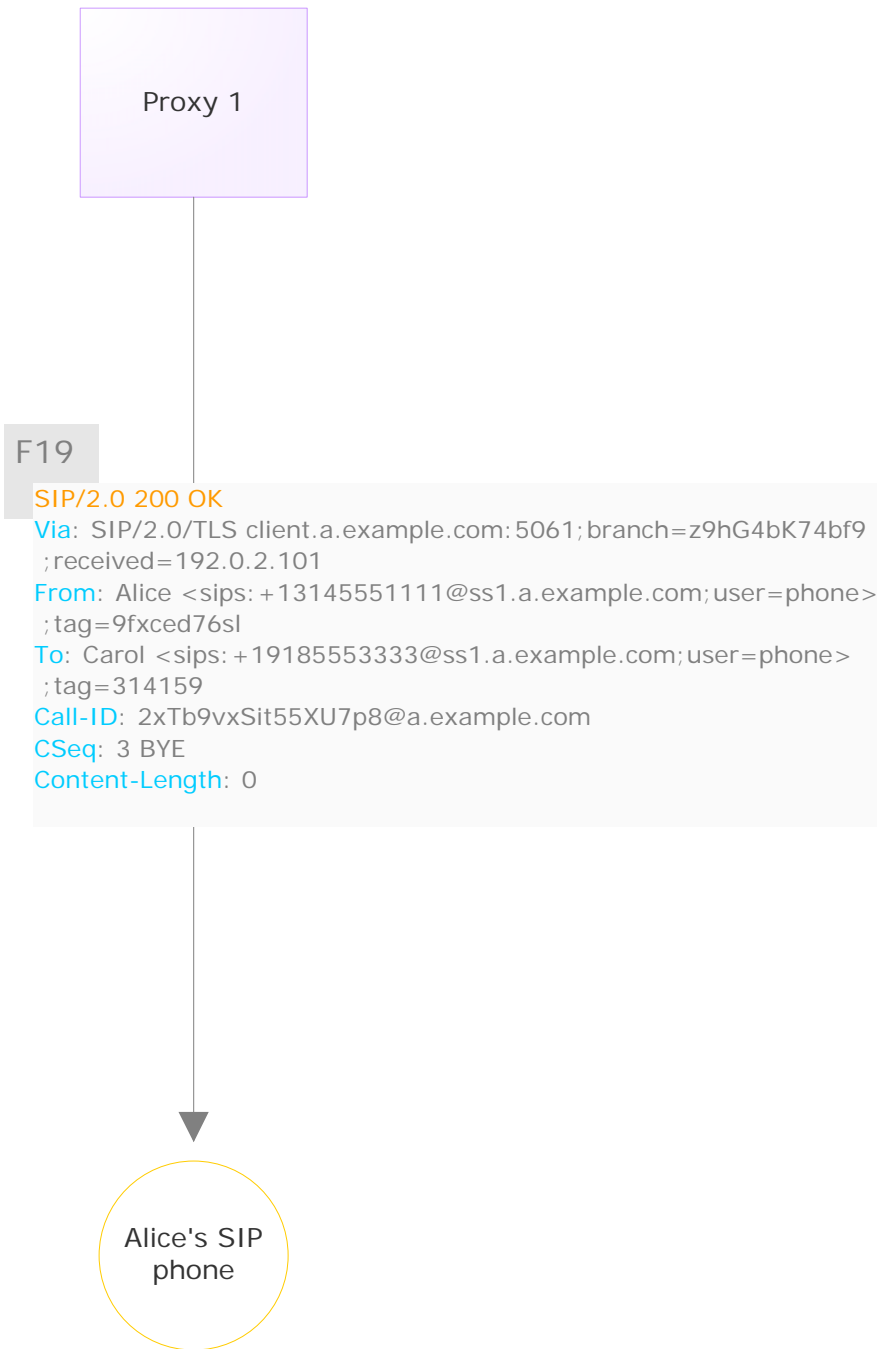 Proxy 1
F19
SIP/2.0 200 OK
Via: SIP/2.0/TLS client.a.example.com:5061;branch=z9hG4bK74bf9
;received=192.0.2.101
From: Alice <sips:+13145551111@ss1.a.example.com;user=phone>
;tag=9fxced76sl
To: Carol <sips:+19185553333@ss1.a.example.com;user=phone>
;tag=314159
Call-ID: 2xTb9vxSit55XU7p8@a.example.com
CSeq: 3 BYE
Content-Length: 0
Alice's SIP
phone